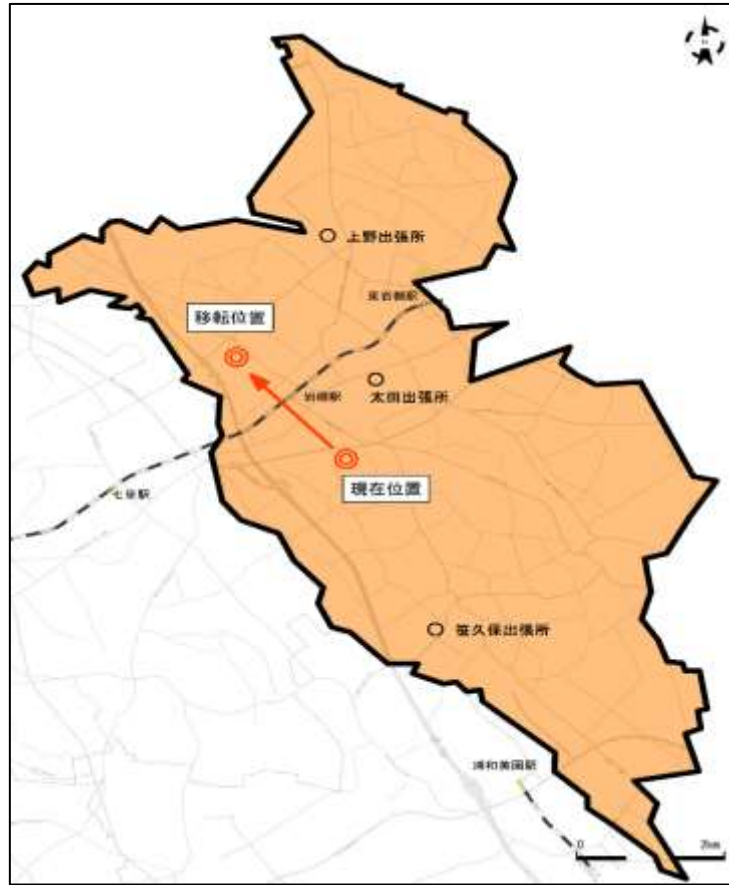 上野出張所
東岩槻駅
移転位置
岩槻駅
太田出張所
現在位置
七里駅
笹久保出張所
浦和美園駅
0
2km